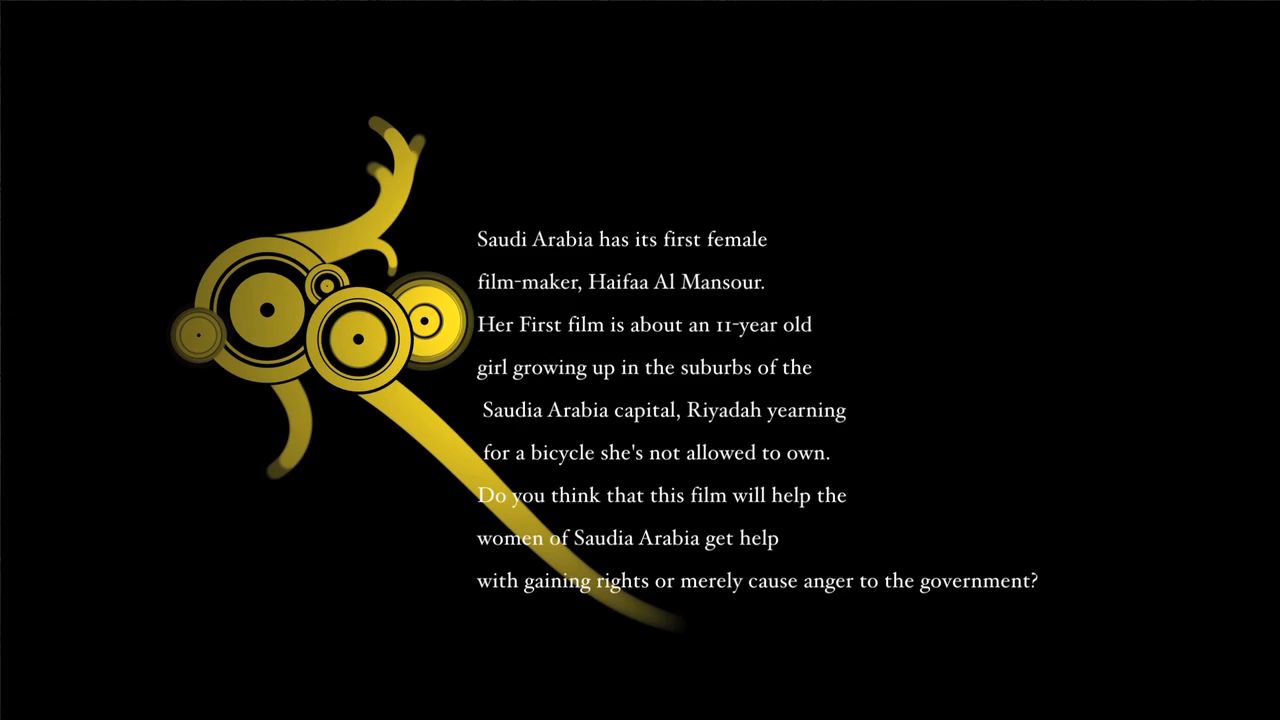 Saudi Arabia has its first female
film-maker, Haifaa Al Mansour.
Her First film is about an 11-year old
girl growing up in the suburbs of the
Saudia Arabia capital, Riyadah yearning
for a bicycle she's not allowed to own.
Do you think that this film will help the
women of Saudia Arabia get help
with gaining rights or merely cause anger to the government?